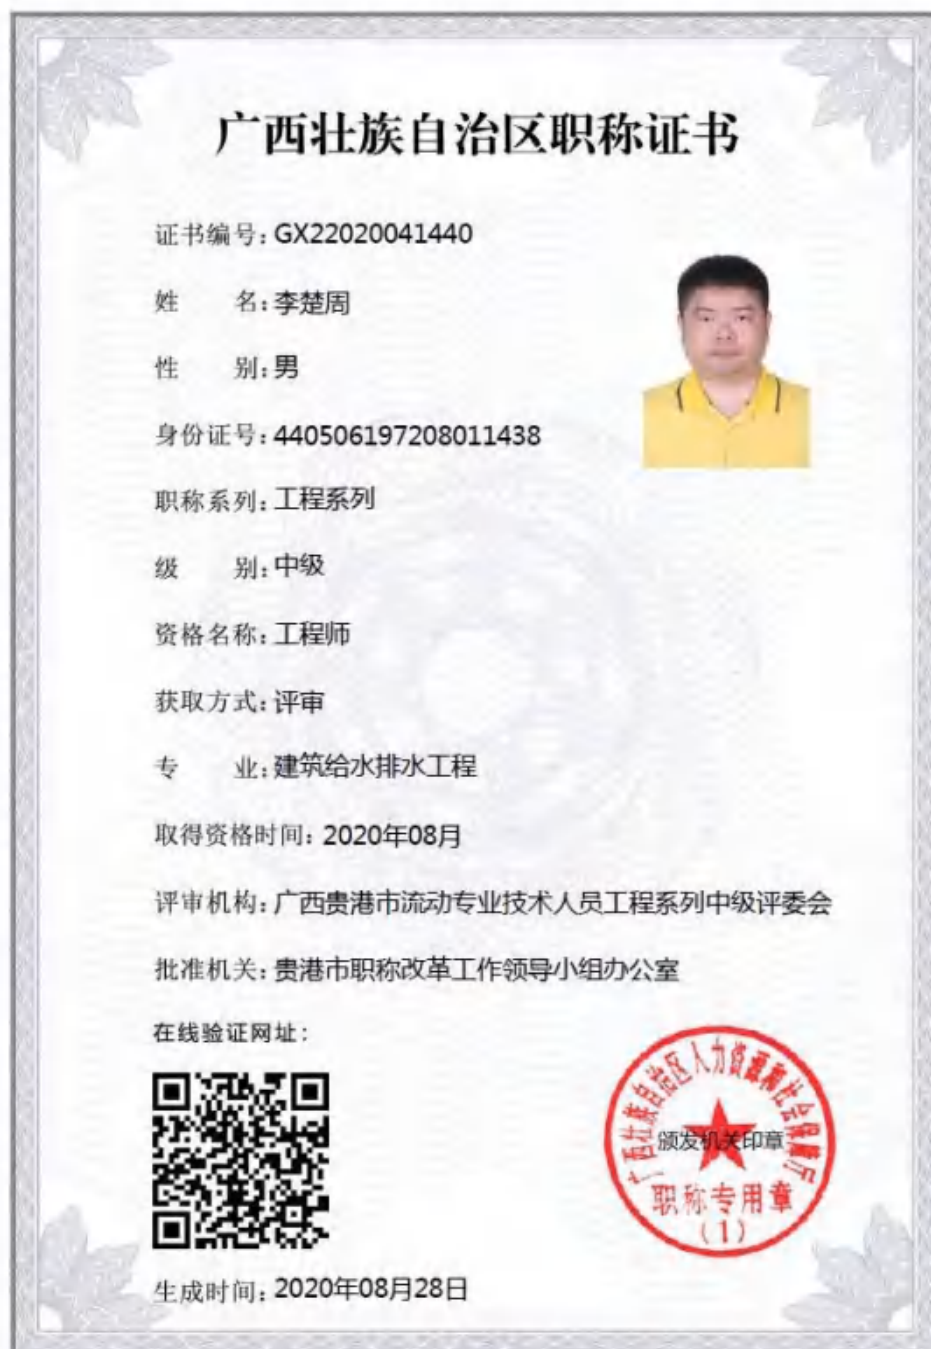 广西壮族自治区职称证书
证书编号：GX22020041440
姓　　名：李楚周
性　　别：男
身份证号：440506197208011438
职称系列：工程系列
级　　别：中级
资格名称：工程师
获取方式：评审
专　　业：建筑给水排水工程
取得资格时间：2020年08月
评审机构：广西贵港市流动专业技术人员工程系列中级评委会
批准机关：贵港市职称改革工作领导小组办公室
在线验证网址：
广西壮族自治区人力资源和社会保障厅
颁发机关印章
职称专用章
（1）
生成时间：2020年08月28日